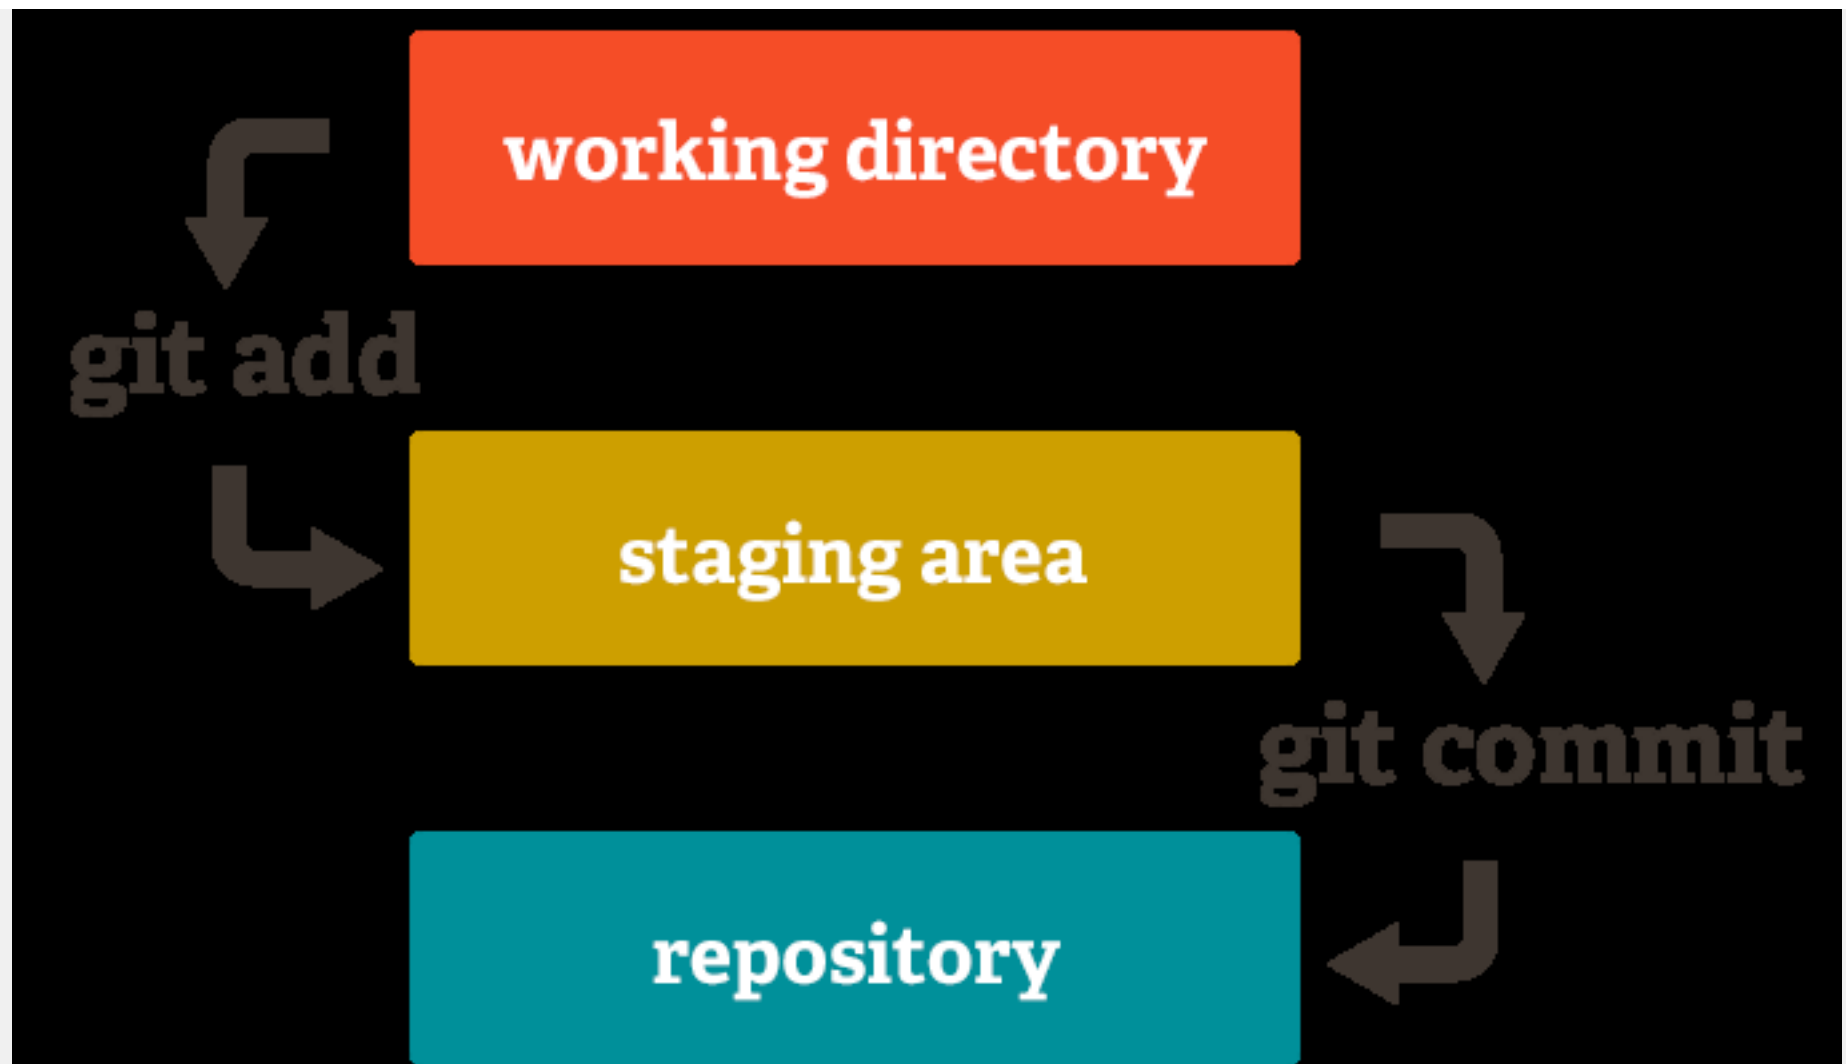 working directory
git add
staging area
git commit
repository